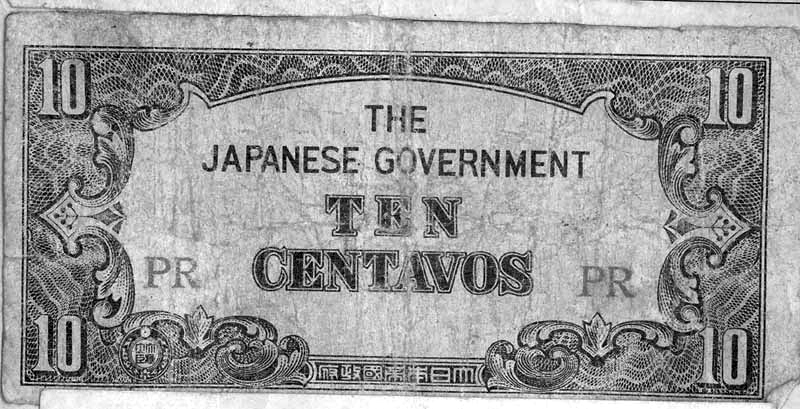 10 10
THE
JAPANESE GOVERNMENT
TEN
CENTAVOS
PR PR
10 10
大日本帝國政府